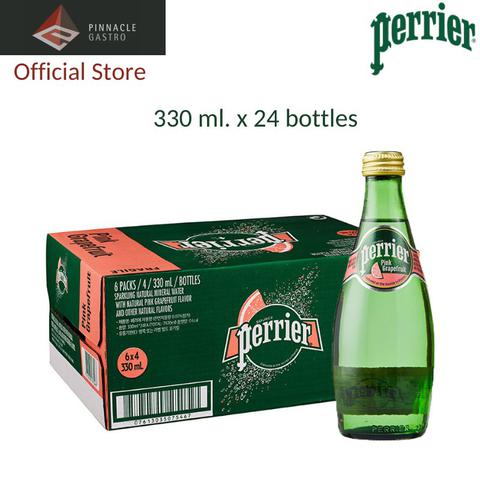 PINNACLE
GASTRO
Official Store
perrier
330 ml. x 24 bottles
Pink
Grapefruit
FRAGILE
Pink
Grapefruit
6 PACKS / 4 / 330 mL / BOTTLES
SPARKLING NATURAL MINERAL WATER
WITH NATURAL PINK GRAPEFRUIT FLAVOR
AND OTHER NATURAL FLAVORS
perrier
6x4
330 mL
perrier
Pink
Grapefruit
PERRIER